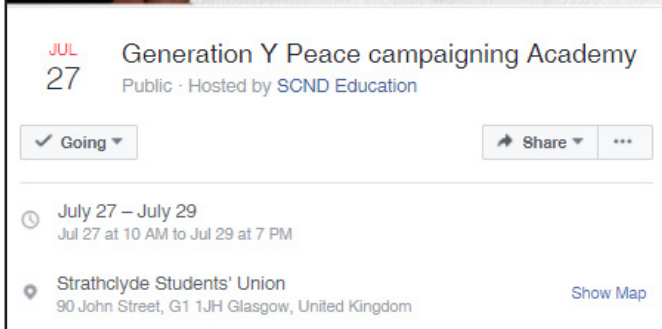 JUL
27
Generation Y Peace campaigning Academy
Public · Hosted by SCND Education
Going
Share
July 27 – July 29
Jul 27 at 10 AM to Jul 29 at 7 PM
Strathclyde Students' Union
90 John Street, G1 1JH Glasgow, United Kingdom
Show Map